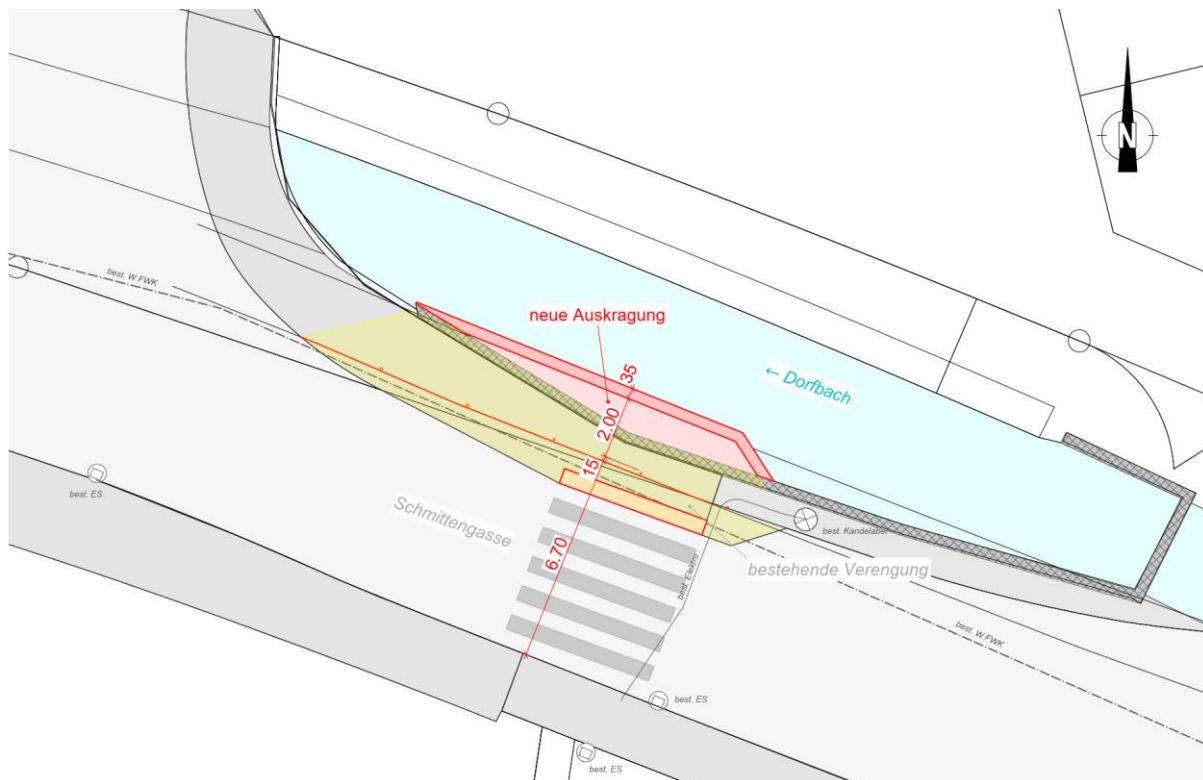 N
best. W FWK
neue Auskragung
35
← Dorfbach
2.00
15
best. ES
Schmittengasse
best. Kandelaber
6.70
best. Elektro
bestehende Verengung
best. W FWK
best. ES
best. ES